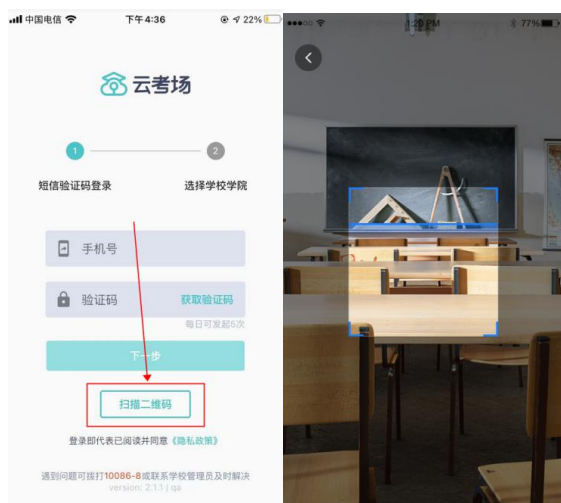 中国电信 下午4:36 22%
云考场
1 2
短信验证码登录 选择学校学院
手机号
验证码 获取验证码
每日可发起5次
下一步
扫描二维码
登录即代表已阅读并同意《隐私政策》
遇到问题可拨打10086-8或联系学校管理员及时解决
version: 2.1.1 | qa
1:20 PM 77%